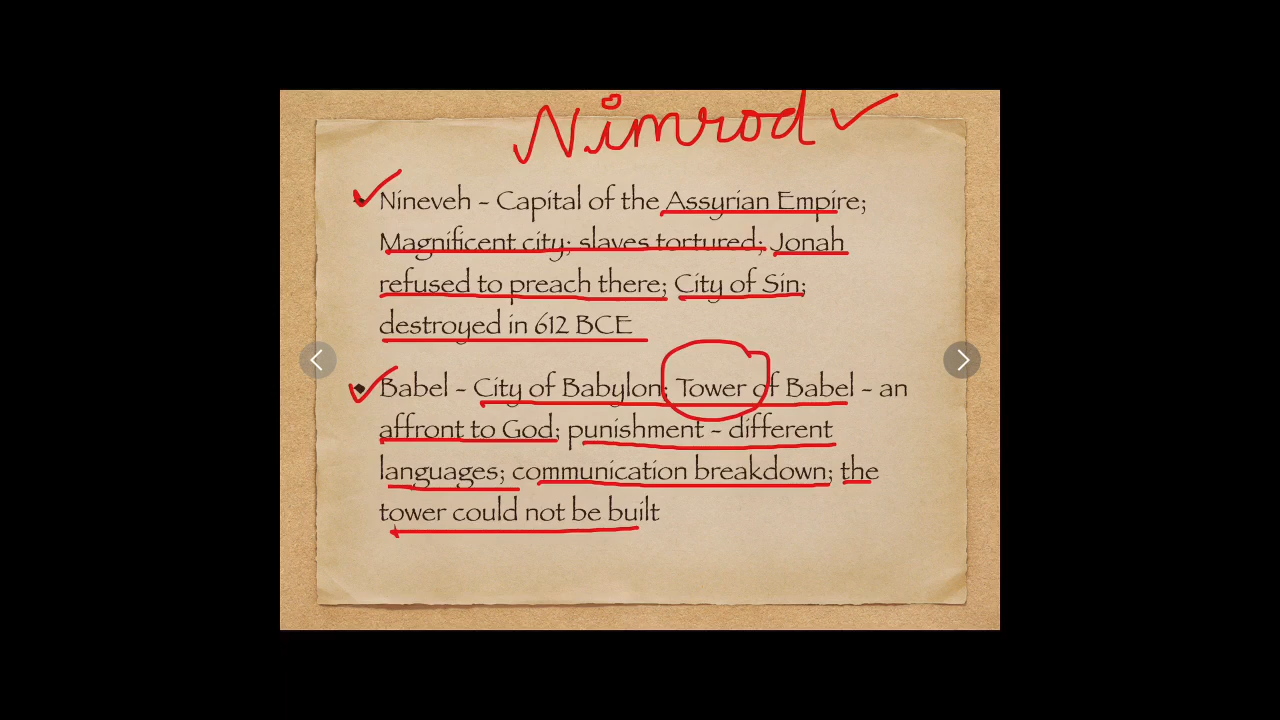 Nimrod
Nineveh - Capital of the Assyrian Empire;
Magnificent city; slaves tortured; Jonah
refused to preach there; City of Sin;
destroyed in 612 BCE
Babel - City of Babylon; Tower of Babel - an
affront to God; punishment - different
languages; communication breakdown; the
tower could not be built